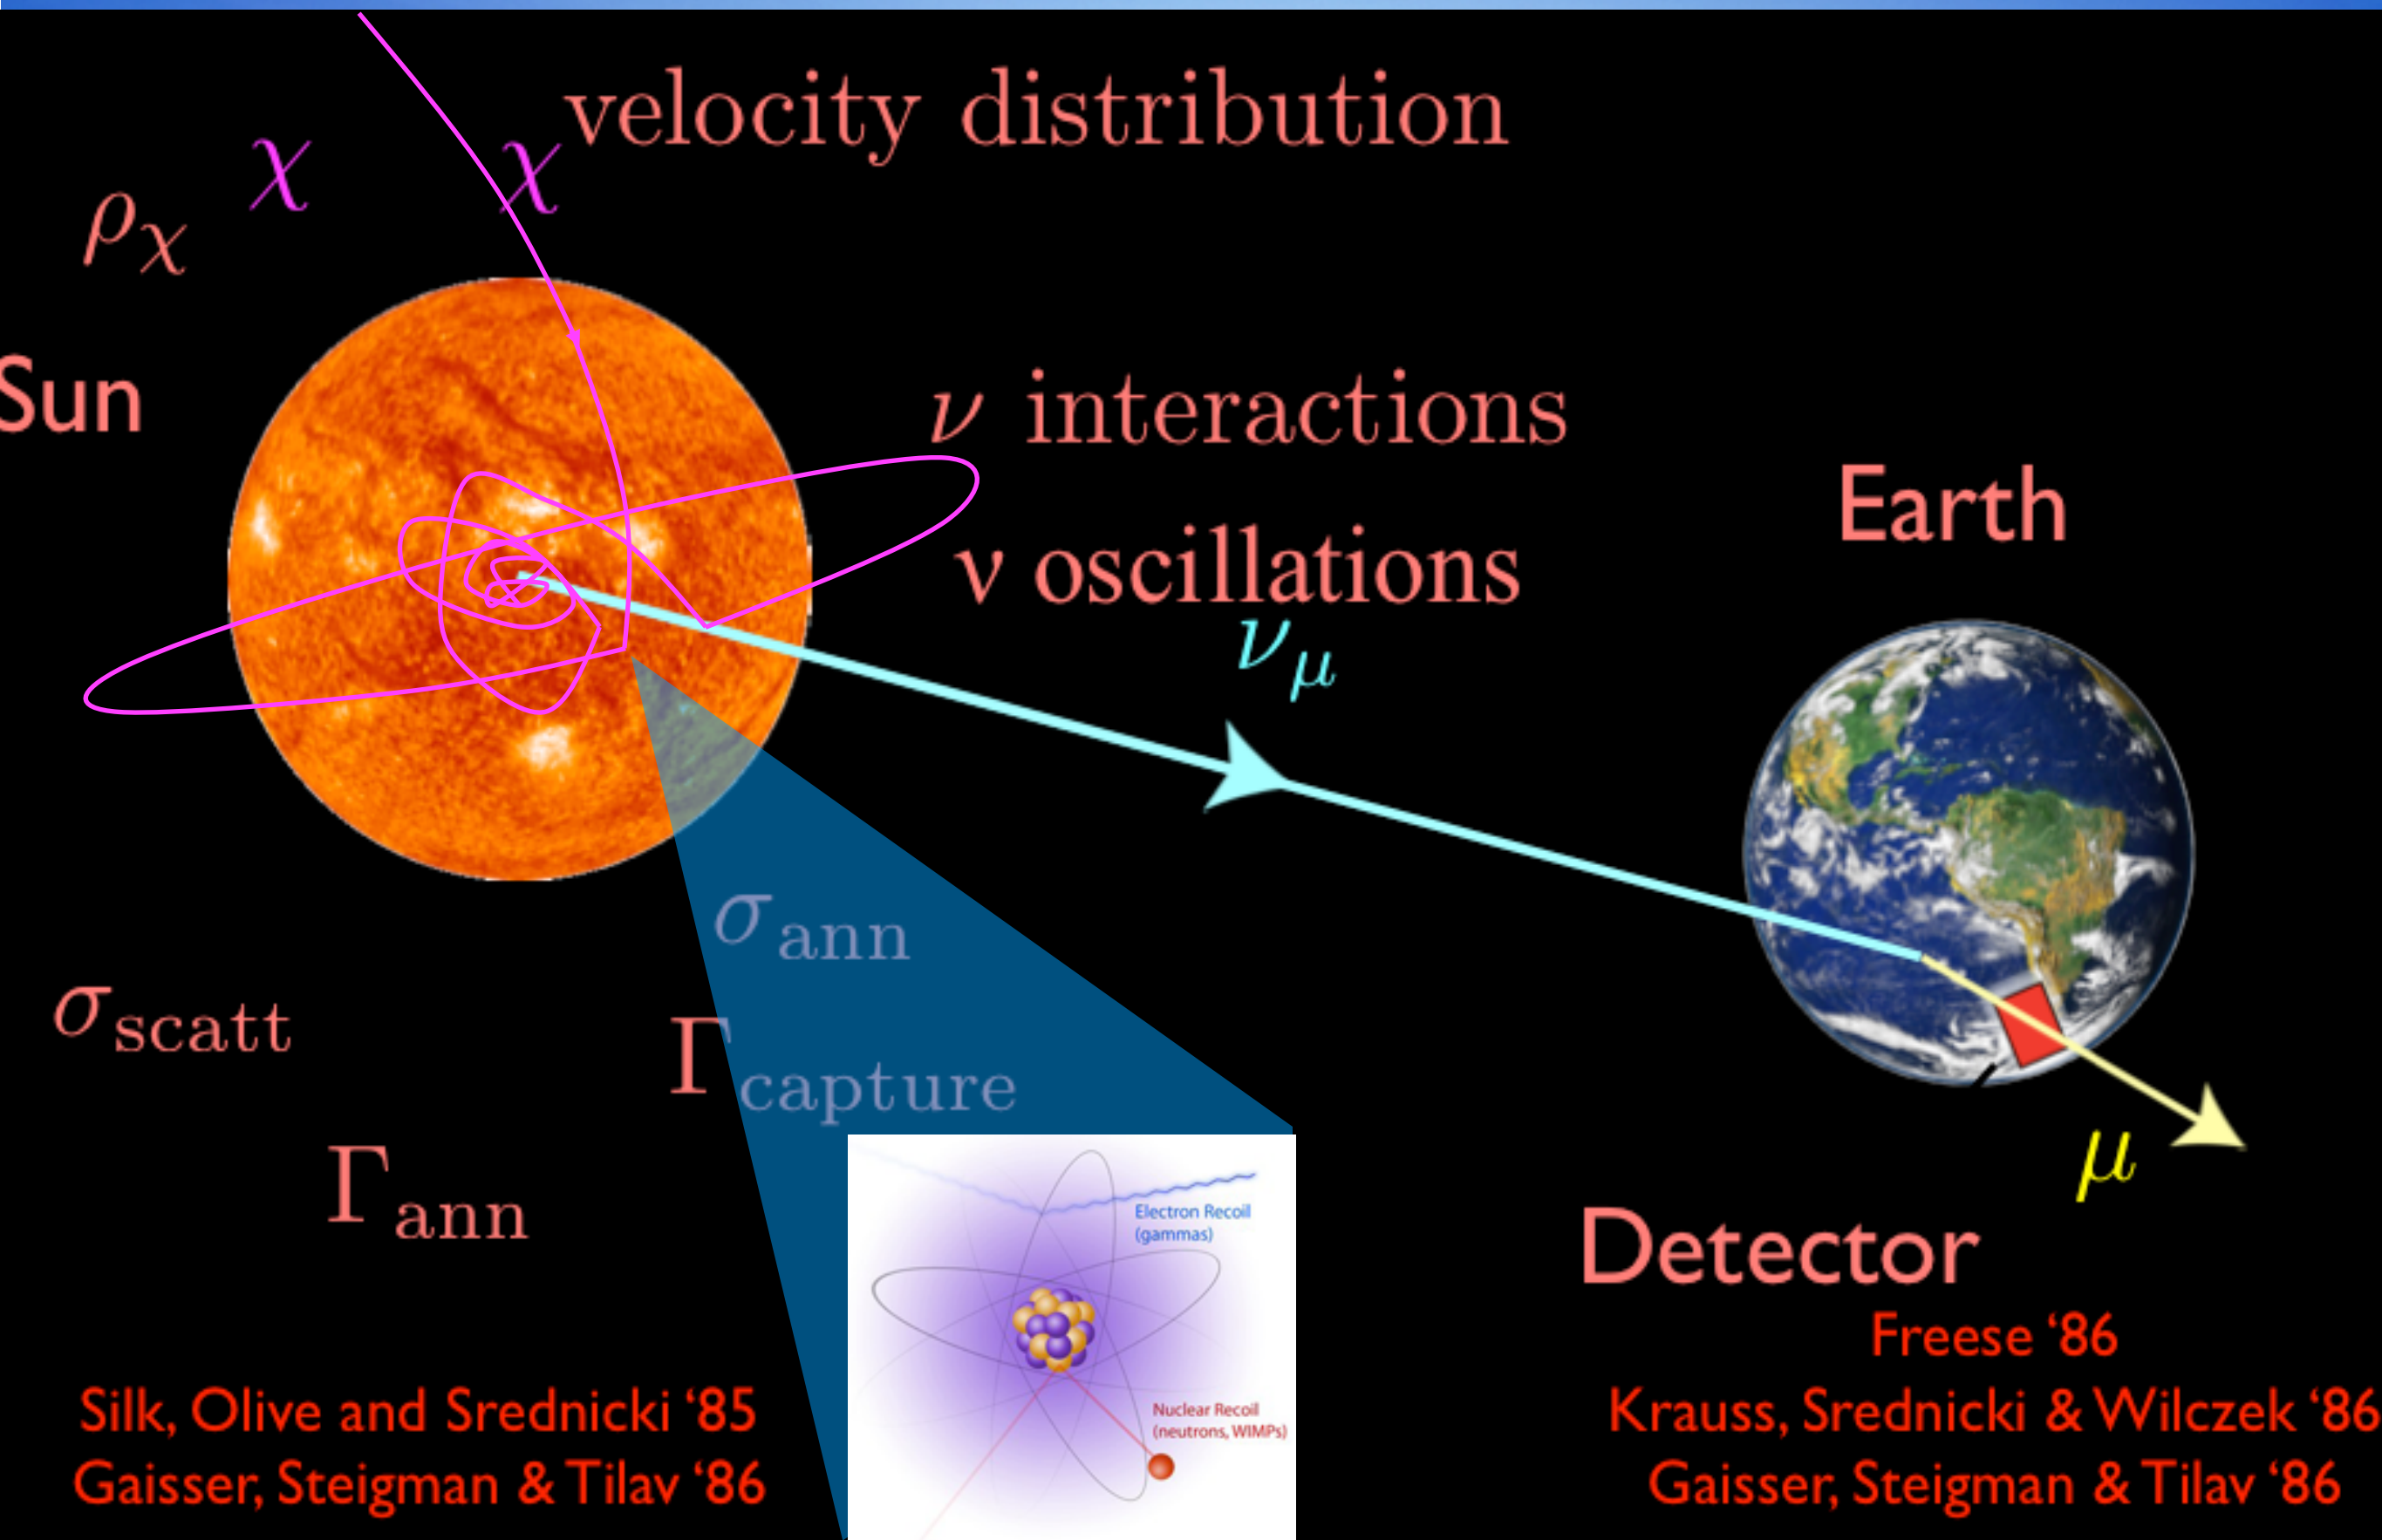 velocity distribution
χ
χ
ρχ
Sun
ν interactions
ν oscillations
νμ
Earth
σann
σscatt
Γcapture
Γann
μ
Detector
Electron Recoil
(gammas)
Nuclear Recoil
(neutrons, WIMPs)
Silk, Olive and Srednicki ‘85
Gaisser, Steigman & Tilav ‘86
Freese ‘86
Krauss, Srednicki & Wilczek ‘86
Gaisser, Steigman & Tilav ‘86